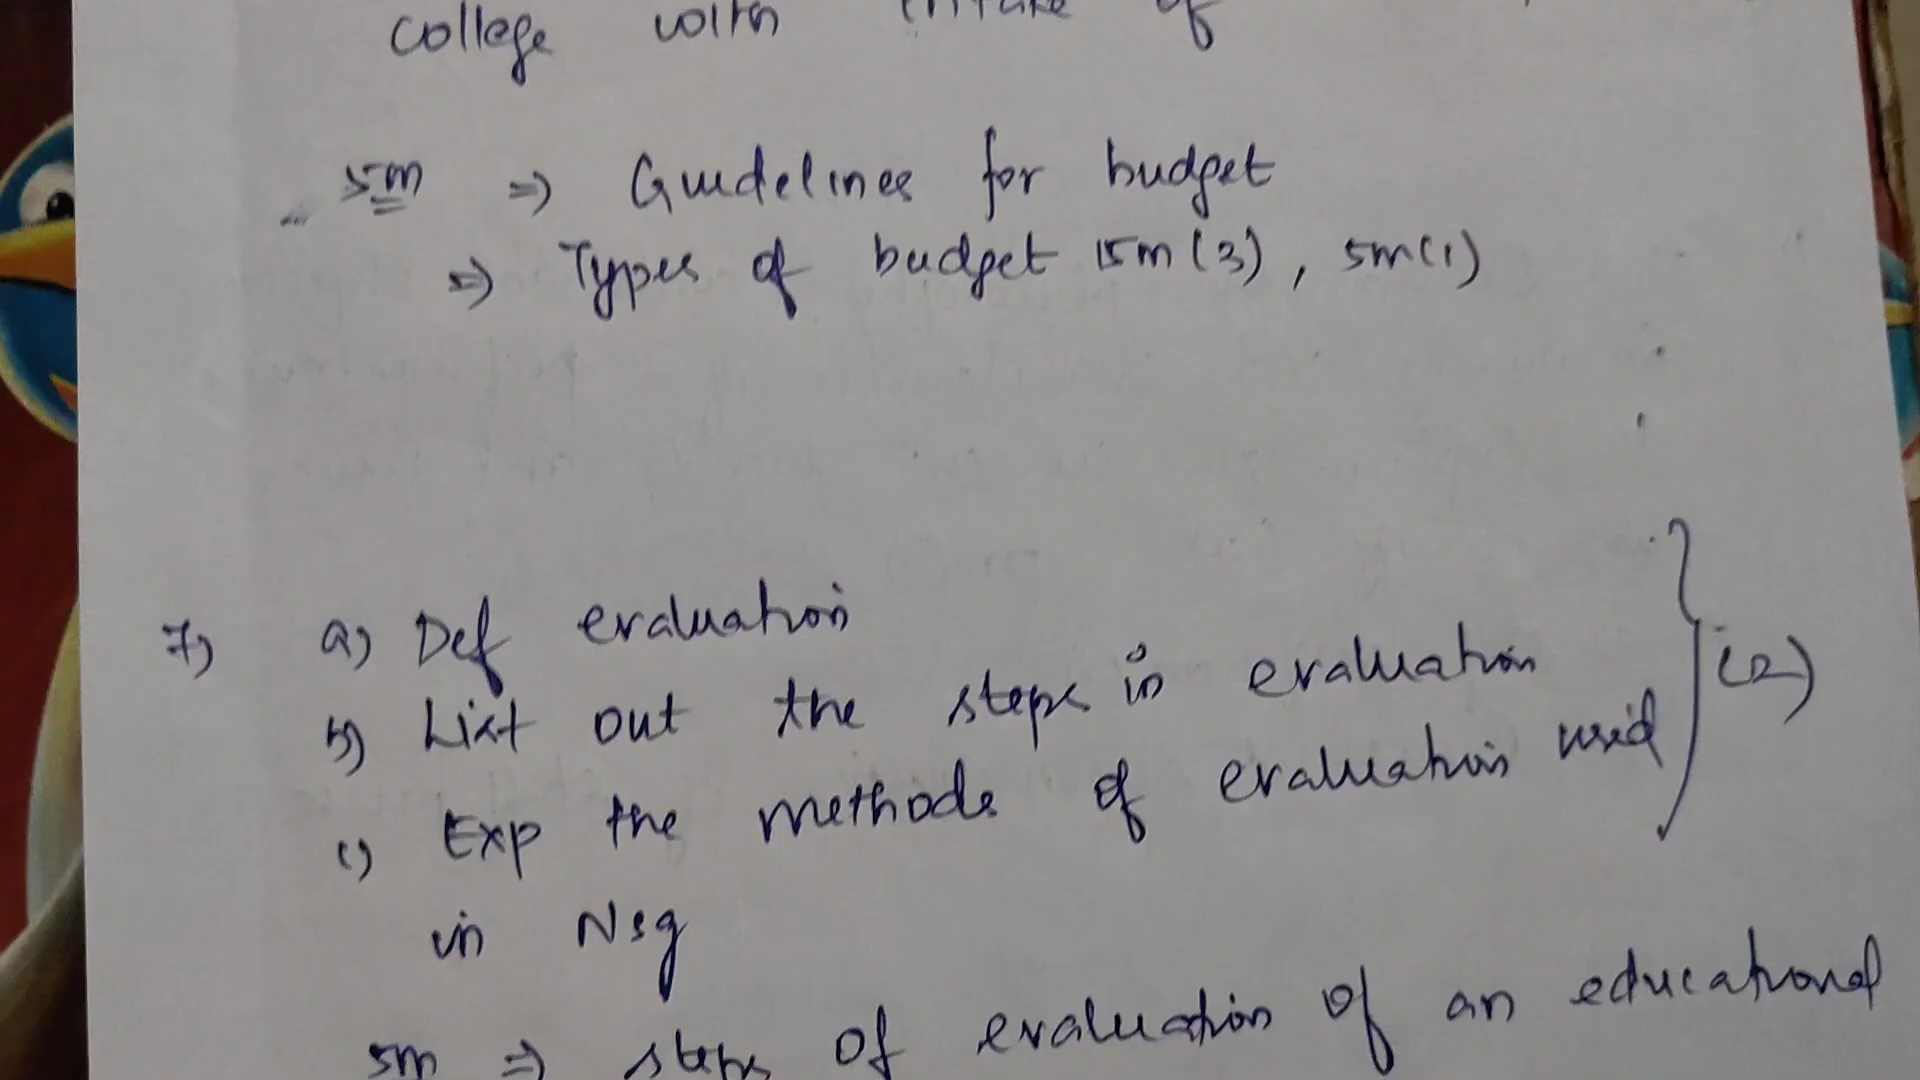 college with intake of
5m => Guidelines for budget
=> Types of budget 15m (3), 5m (1)
7) a) Def evaluation
b) List out the steps in evaluation
c) Exp the methods of evaluation used
in Nsg
} (2)
5m => steps of evaluation of an educational